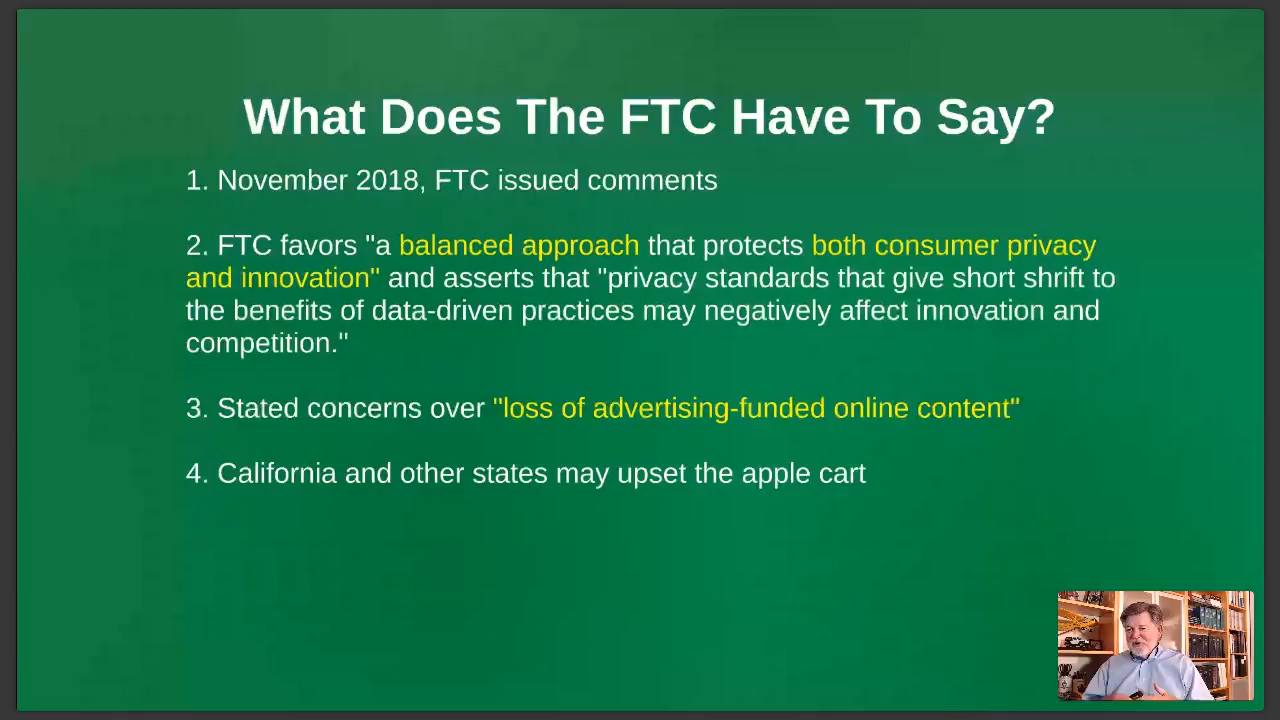 What Does The FTC Have To Say?
1. November 2018, FTC issued comments
2. FTC favors "a balanced approach that protects both consumer privacy
and innovation" and asserts that "privacy standards that give short shrift to
the benefits of data-driven practices may negatively affect innovation and
competition."
3. Stated concerns over "loss of advertising-funded online content"
4. California and other states may upset the apple cart